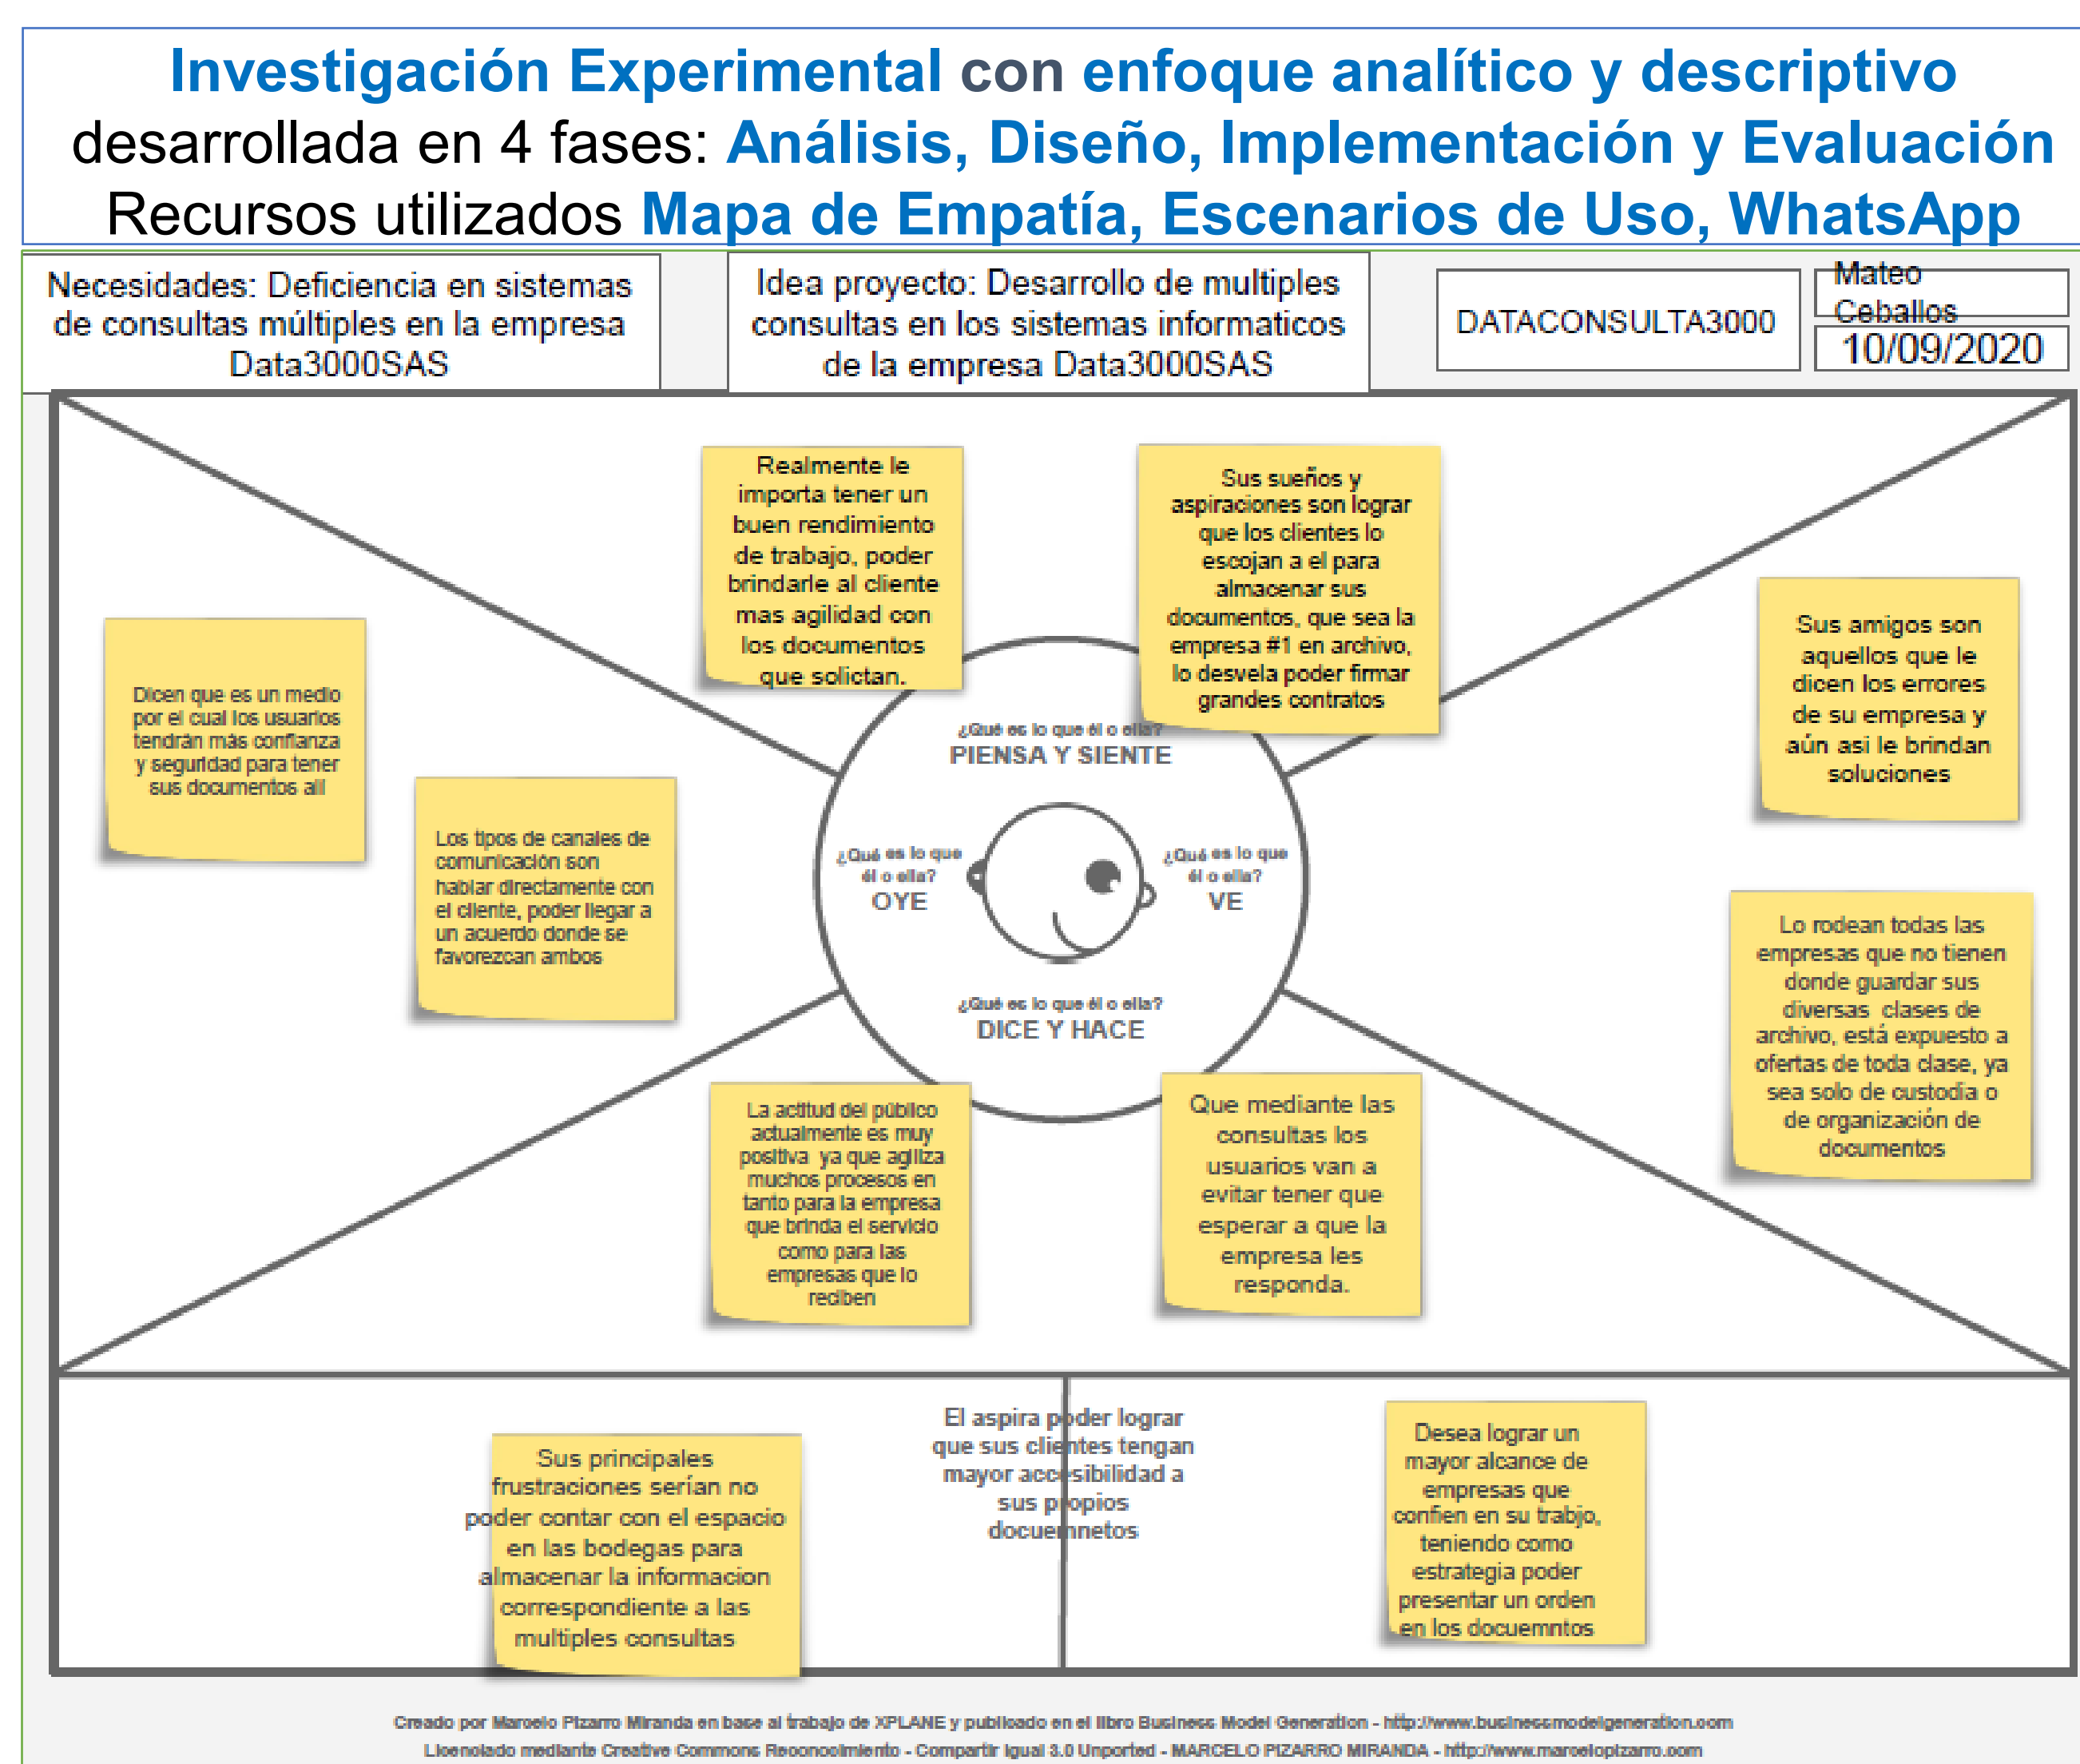 Investigación Experimental con enfoque analítico y descriptivo
desarrollada en 4 fases: Análisis, Diseño, Implementación y Evaluación
Recursos utilizados Mapa de Empatía, Escenarios de Uso, WhatsApp
Necesidades: Deficiencia en sistemas
de consultas múltiples en la empresa
Data3000SAS
Idea proyecto: Desarrollo de multiples
consultas en los sistemas informaticos
de la empresa Data3000SAS
DATACONSULTA3000
Mateo
Ceballos
10/09/2020
Realmente le
importa tener un
buen rendimiento
de trabajo, poder
brindarle al cliente
mas agilidad con
los documentos
que solictan.
Sus sueños y
aspiraciones son lograr
que los clientes lo
escojan a el para
almacenar sus
documentos, que sea la
empresa #1 en archivo,
lo desvela poder firmar
grandes contratos
Dicen que es un medio
por el cual los usuarios
tendrán más confianza
y seguridad para tener
sus documentos alli
Los tipos de canales de
comunicación son
hablar directamente con
el cliente, poder llegar a
un acuerdo donde se
favorezcan ambos
Sus amigos son
aquellos que le
dicen los errores
de su empresa y
aún asi le brindan
soluciones
Lo rodean todas las
empresas que no tienen
donde guardar sus
diversas clases de
archivo, está expuesto a
ofertas de toda clase, ya
sea solo de custodia o
de organización de
documentos
¿Qué es lo que él o ella?
PIENSA Y SIENTE
¿Qué es lo que
él o ella?
OYE
¿Qué es lo que
él o ella?
VE
¿Qué es lo que él o ella?
DICE Y HACE
La actitud del público
actualmente es muy
positiva ya que agiliza
muchos procesos en
tanto para la empresa
que brinda el servicio
como para las
empresas que lo
reciben
Que mediante las
consultas los
usuarios van a
evitar tener que
esperar a que la
empresa les
responda.
Sus principales
frustraciones serían no
poder contar con el espacio
en las bodegas para
almacenar la informacion
correspondiente a las
multiples consultas
El aspira poder lograr
que sus clientes tengan
mayor accesibilidad a
sus propios
docuemnetos
Desea lograr un
mayor alcance de
empresas que
confien en su trabjo,
teniendo como
estrategia poder
presentar un orden
en los docuemntos
Creado por Marcelo Pizarro Miranda en base al trabajo de XPLANE y publicado en el libro Business Model Generation - http://www.businessmodelgeneration.com
Licenciado mediante Creative Commons Reconocimiento - Compartir Igual 3.0 Unported - MARCELO PIZARRO MIRANDA - http://www.marcelopizarro.com